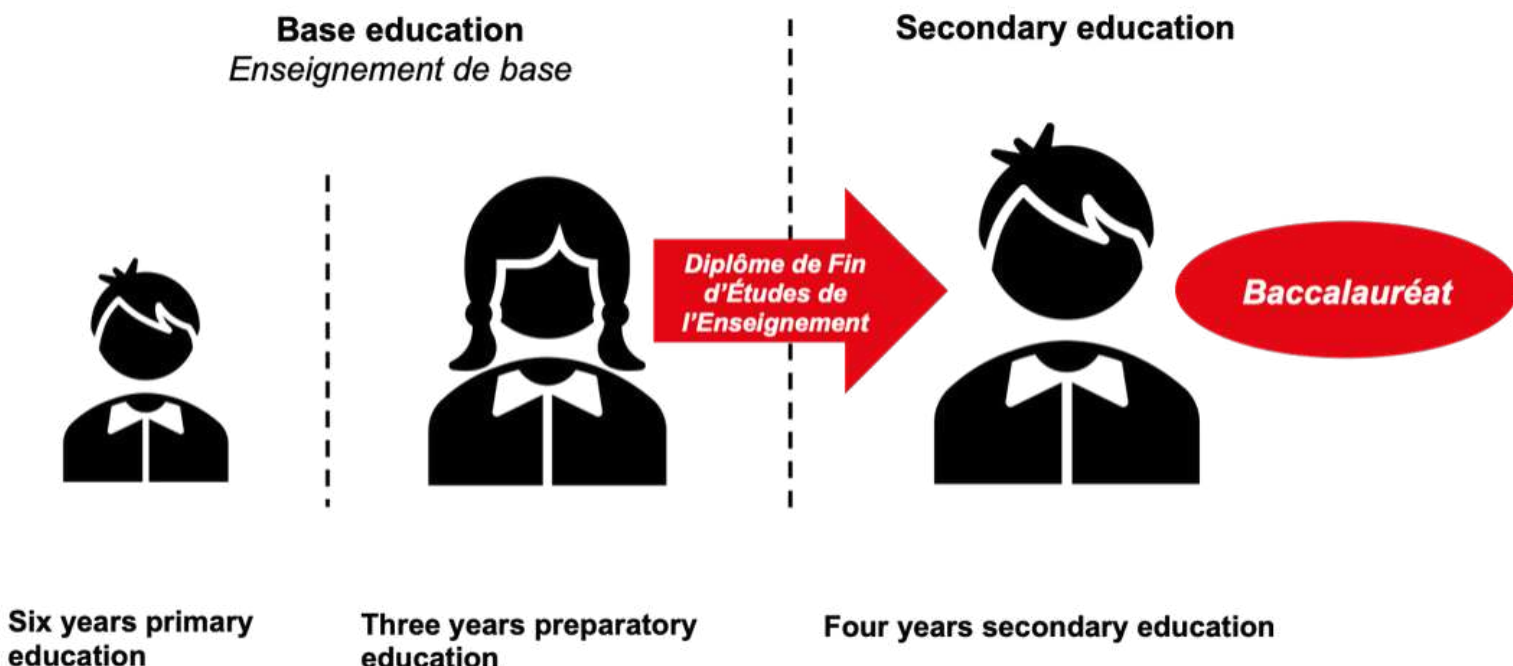 Base education
Enseignement de base
Secondary education
Diplôme de Fin
d'Études de
l'Enseignement
Baccalauréat
Six years primary
education
Three years preparatory
education
Four years secondary education